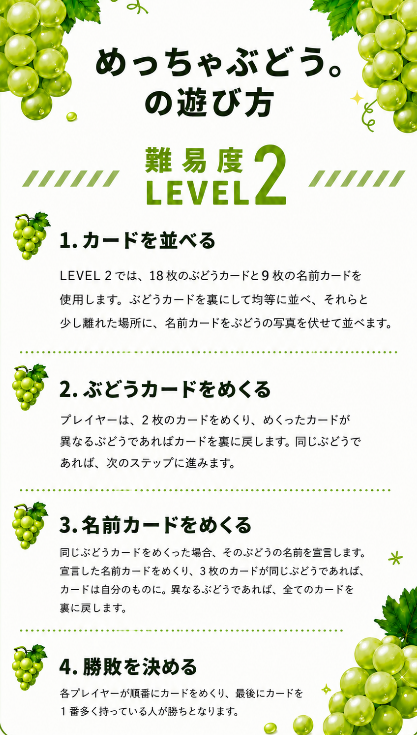 めっちゃぶどう。
の遊び方
難易度
LEVEL2
1. カードを並べる
LEVEL 2 では、18 枚のぶどうカードと 9 枚の名前カードを
使用します。ぶどうカードを裏にして均等に並べ、それらと
少し離れた場所に、名前カードをぶどうの写真を伏せて並べます。
2. ぶどうカードをめくる
プレイヤーは、2 枚のカードをめくり、めくったカードが
異なるぶどうであればカードを裏に戻します。同じぶどうで
あれば、次のステップに進みます。
3. 名前カードをめくる
同じぶどうカードをめくった場合、そのぶどうの名前を宣言します。
宣言した名前カードをめくり、3 枚のカードが同じぶどうであれば、
カードは自分のものに。異なるぶどうであれば、全てのカードを
裏に戻します。
4. 勝敗を決める
各プレイヤーが順番にカードをめくり、最後にカードを
1 番多く持っている人が勝ちとなります。